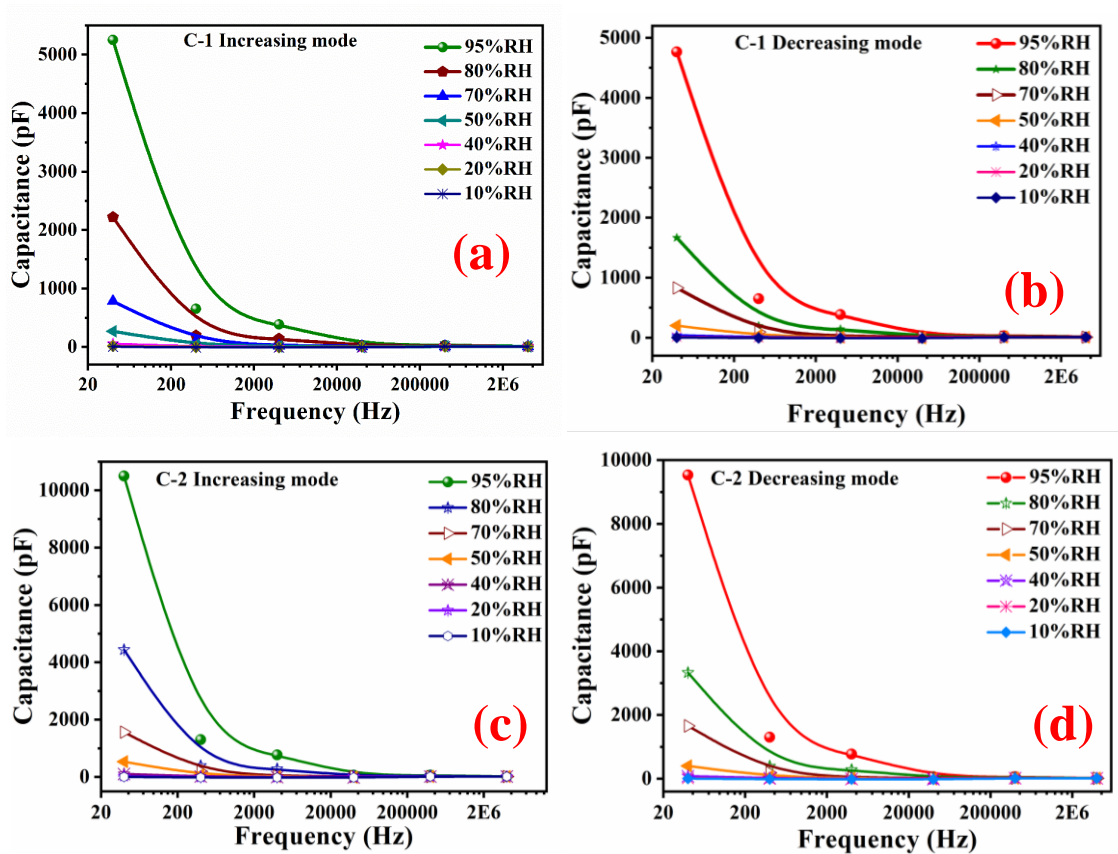 C-1 Increasing mode
95%RH
80%RH
70%RH
50%RH
40%RH
20%RH
10%RH
5000
4000
3000
2000
1000
0
20
200
2000
20000
200000
2E6
Capacitance (pF)
Frequency (Hz)
(a)
C-1 Decreasing mode
95%RH
80%RH
70%RH
50%RH
40%RH
20%RH
10%RH
5000
4000
3000
2000
1000
0
20
200
2000
20000
200000
2E6
Capacitance (pF)
Frequency (Hz)
(b)
C-2 Increasing mode
95%RH
80%RH
70%RH
50%RH
40%RH
20%RH
10%RH
10000
8000
6000
4000
2000
0
20
200
2000
20000
200000
2E6
Capacitance (pF)
Frequency (Hz)
(c)
C-2 Decreasing mode
95%RH
80%RH
70%RH
50%RH
40%RH
20%RH
10%RH
10000
8000
6000
4000
2000
0
20
200
2000
20000
200000
2E6
Capacitance (pF)
Frequency (Hz)
(d)